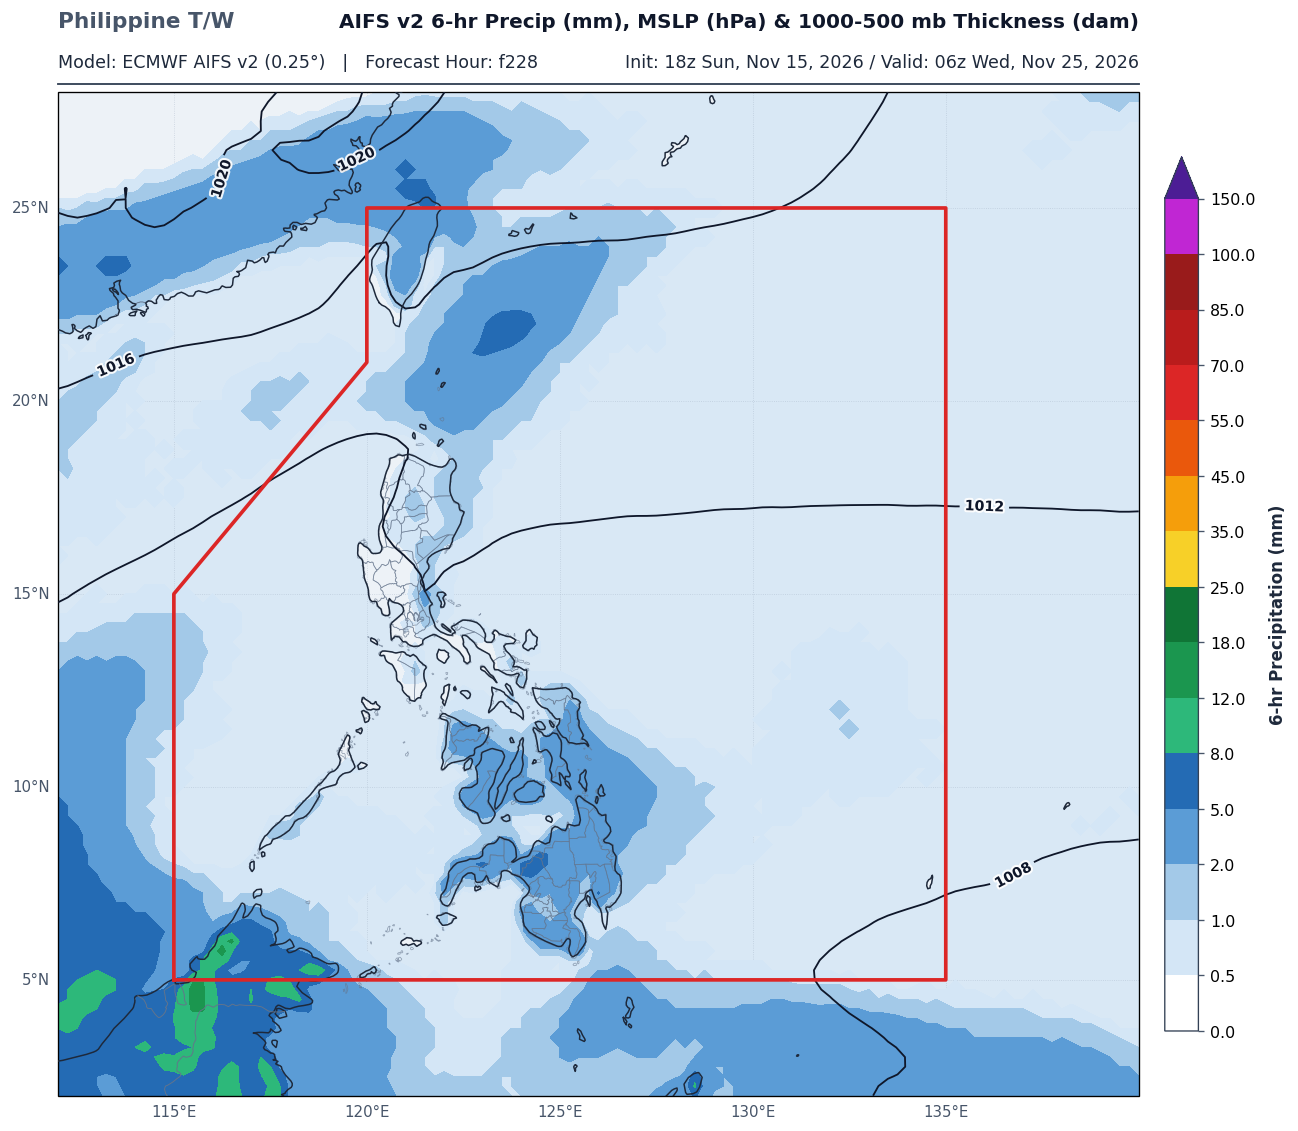 Philippine T/W
AIFS v2 6-hr Precip (mm), MSLP (hPa) & 1000-500 mb Thickness (dam)
Model: ECMWF AIFS v2 (0.25°) | Forecast Hour: f228
Init: 18z Sun, Nov 15, 2026 / Valid: 06z Wed, Nov 25, 2026
1020
1020
1016
1012
1008
25°N
20°N
15°N
10°N
5°N
115°E
120°E
125°E
130°E
135°E
150.0
100.0
85.0
70.0
55.0
45.0
35.0
25.0
18.0
12.0
8.0
5.0
2.0
1.0
0.5
0.0
6-hr Precipitation (mm)